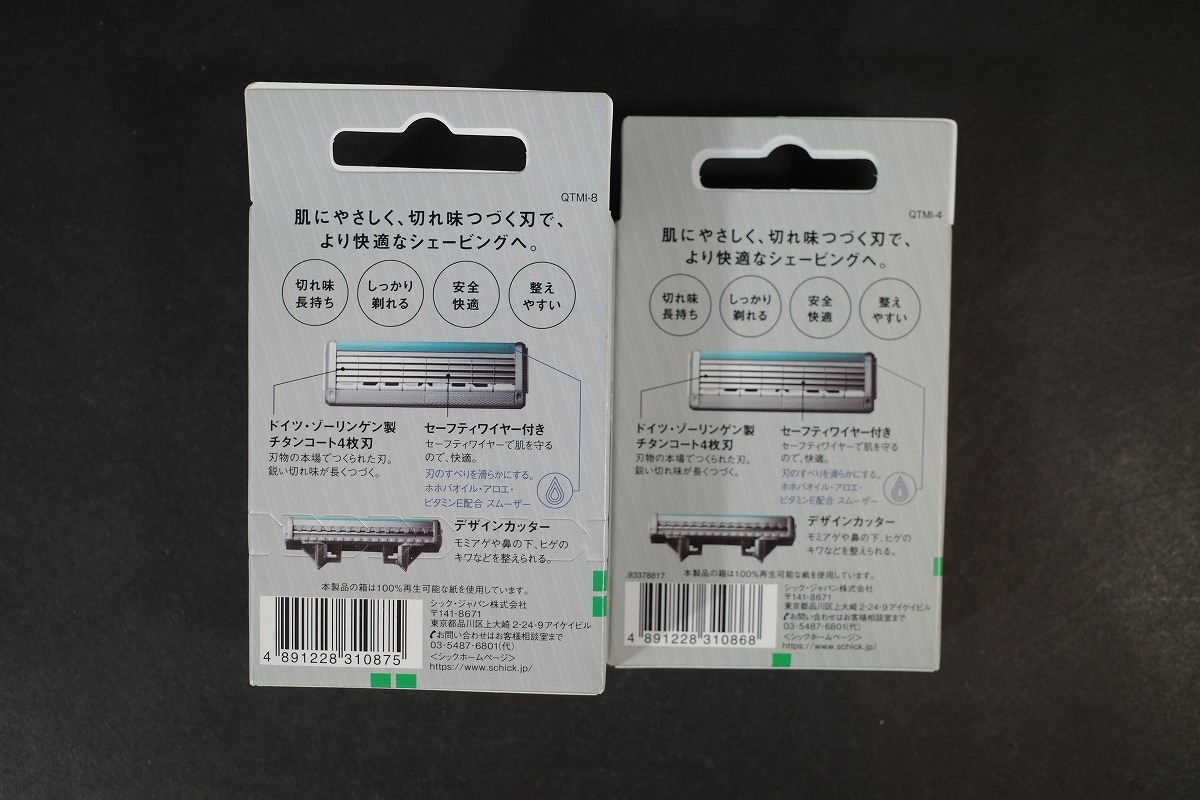 QTMI-8
肌にやさしく、切れ味つづく刃で、
より快適なシェービングへ。
切れ味
長持ち
しっかり
剃れる
安全
快適
整え
やすい
ドイツ・ゾーリンゲン製
チタンコート4枚刃
刃物の本場でつくられた刃。
鋭い切れ味が長くつづく。
セーフティワイヤー付き
セーフティワイヤーで肌を守る
ので、快適。
刃のすべりを滑らかにする。
ホホバオイル・アロエ・
ビタミンE配合 スムーザー
デザインカッター
モミアゲや鼻の下、ヒゲの
キワなどを整えられる。
本製品の箱は100%再生可能な紙を使用しています。
4 891228 310875
シック・ジャパン株式会社
〒141-8671
東京都品川区上大崎 2-24-9アイケイビル
お問い合わせはお客様相談室まで
03-5487-6801(代)
<シックホームページ>
https://www.schick.jp/
QTMI-4
肌にやさしく、切れ味つづく刃で、
より快適なシェービングへ。
切れ味
長持ち
しっかり
剃れる
安全
快適
整え
やすい
ドイツ・ゾーリンゲン製
チタンコート4枚刃
刃物の本場でつくられた刃。
鋭い切れ味が長くつづく。
セーフティワイヤー付き
セーフティワイヤーで肌を守る
ので、快適。
刃のすべりを滑らかにする。
ホホバオイル・アロエ・
ビタミンE配合 スムーザー
デザインカッター
モミアゲや鼻の下、ヒゲの
キワなどを整えられる。
.93378817
本製品の箱は100%再生可能な紙を使用しています。
4 891228 310868
シック・ジャパン株式会社
〒141-8671
東京都品川区上大崎 2-24-9アイケイビル
お問い合わせはお客様相談室まで
03-5487-6801(代)
<シックホームページ>
https://www.schick.jp/